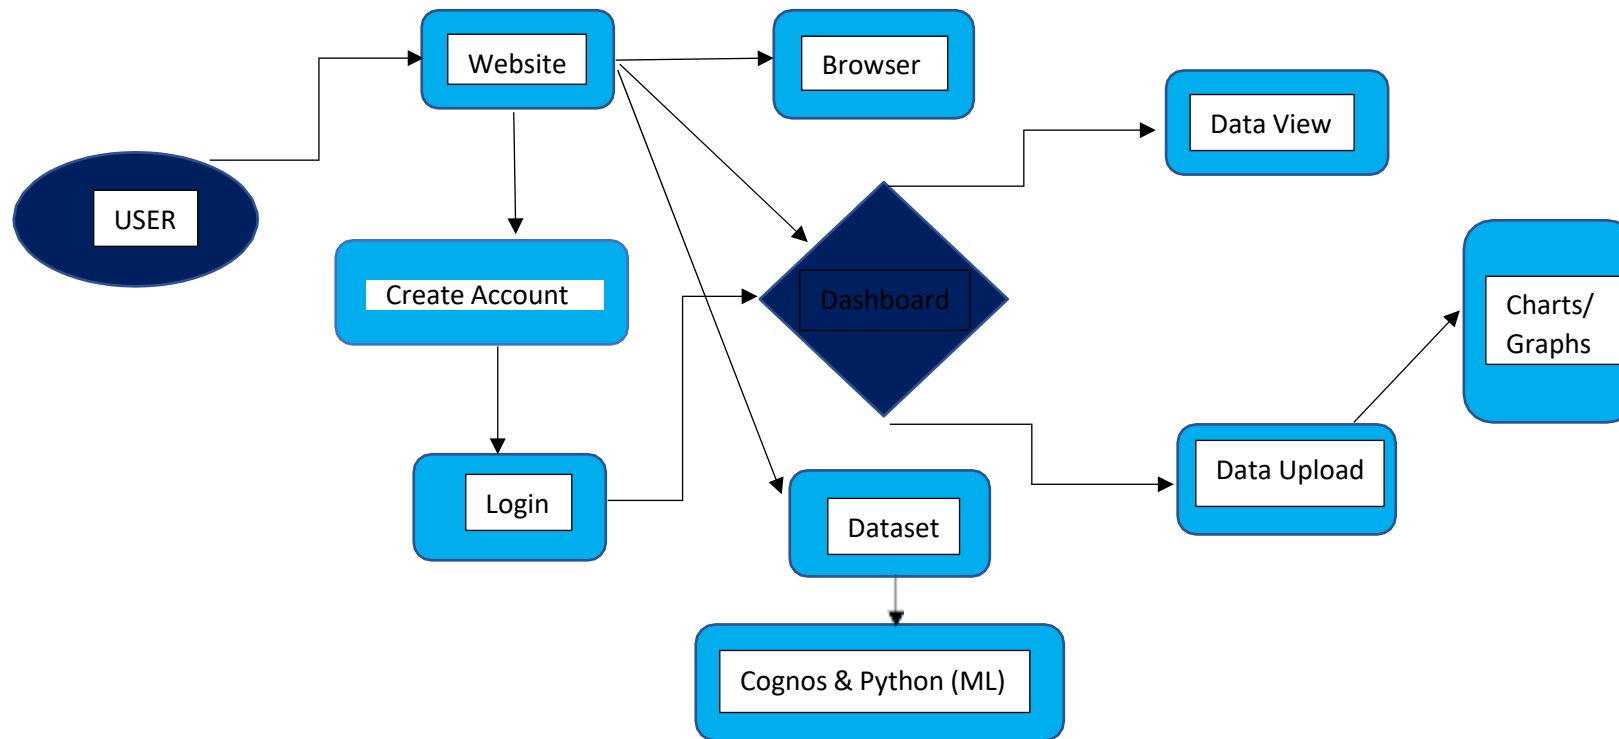 Website
Browser
Data View
USER
Create Account
Dashboard
Charts/
Graphs
Data Upload
Login
Dataset
Cognos & Python (ML)